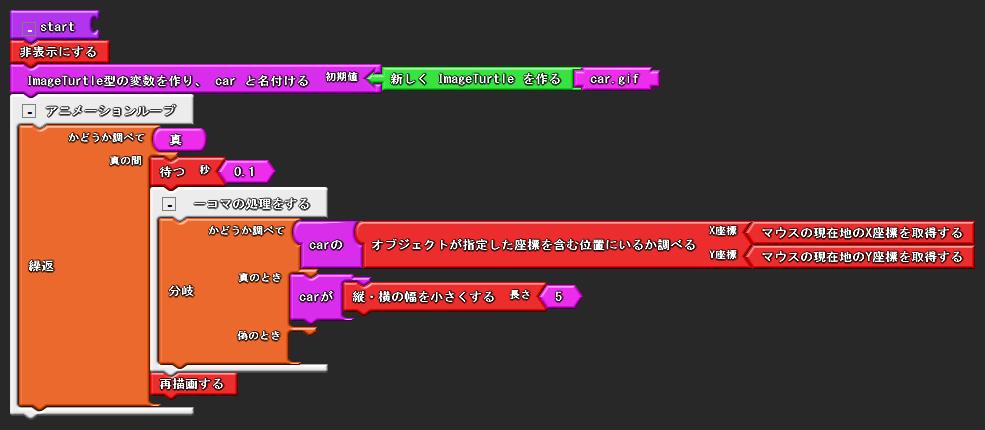 start
非表示にする
ImageTurtle型の変数を作り、 car と名付ける 初期値 新しく ImageTurtle を作る car.gif
アニメーションループ
かどうか調べて 真
真の間
待つ 秒 0.1
一コマの処理をする
かどうか調べて carの オブジェクトが指定した座標を含む位置にいるか調べる X座標 マウスの現在地のX座標を取得する
Y座標 マウスの現在地のY座標を取得する
繰返
分岐
真のとき carが 縦・横の幅を小さくする 長さ 5
偽のとき
再描画する